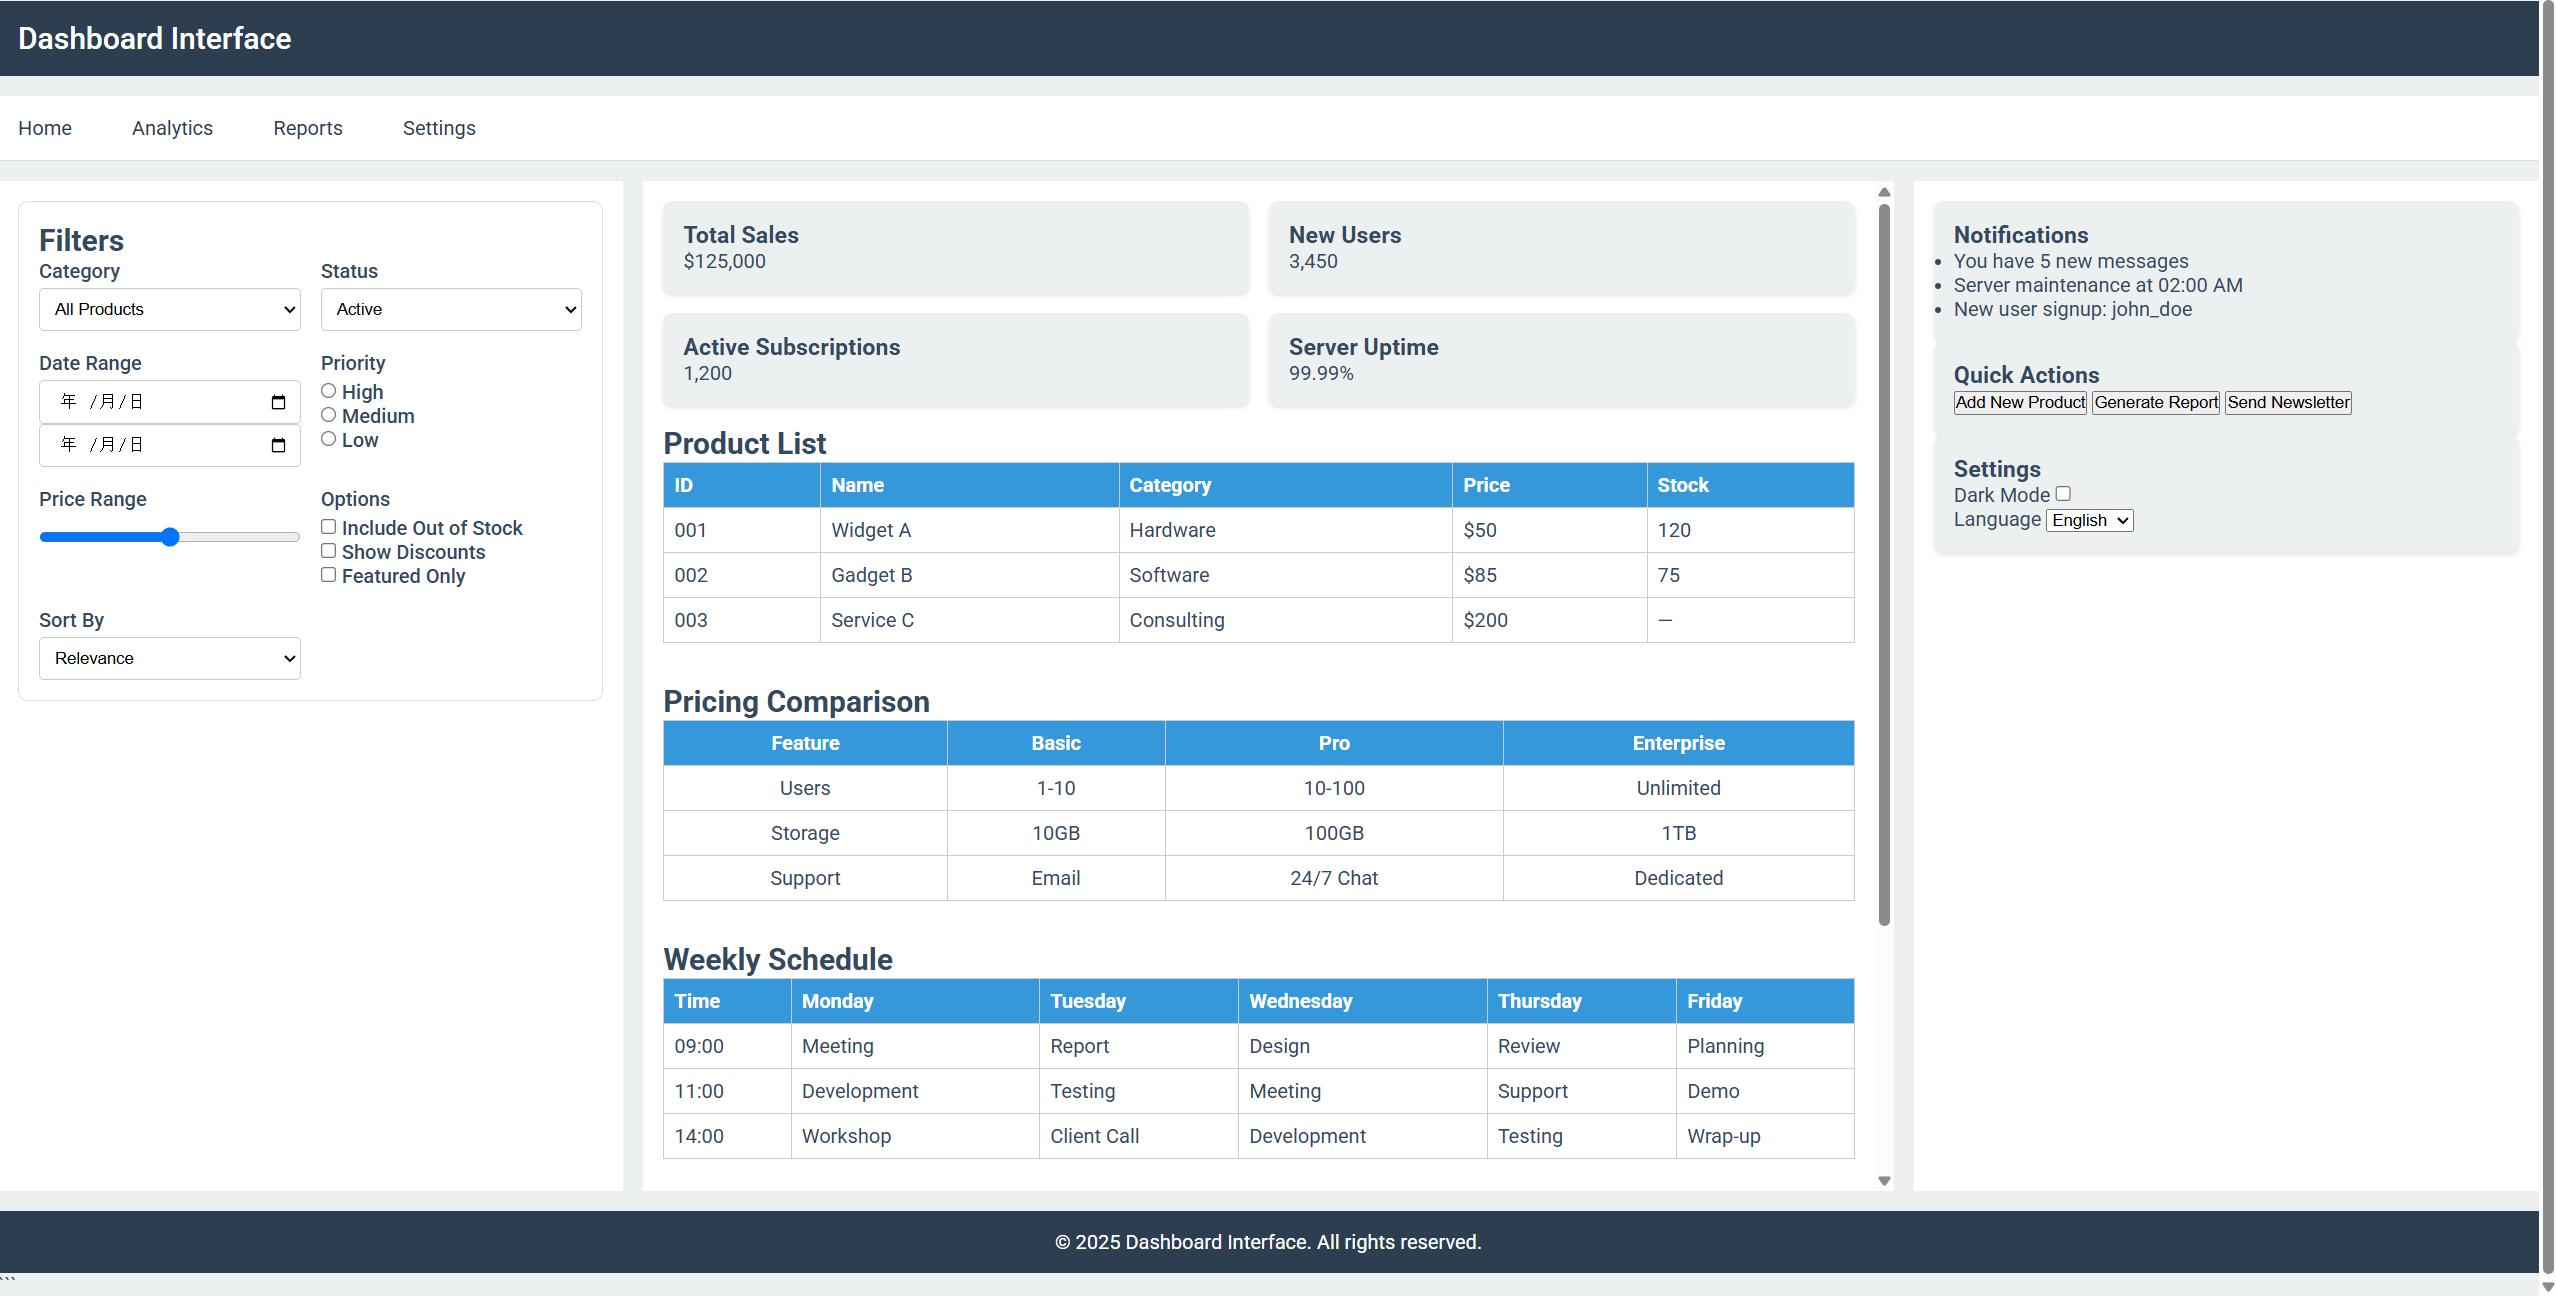 Dashboard Interface
Home Analytics Reports Settings
Filters
Category Status
All Products Active
Date Range Priority
年 /月/日 High
Medium
年 /月/日 Low
Price Range Options
Include Out of Stock
Show Discounts
Featured Only
Sort By
Relevance
Total Sales
$125,000
New Users
3,450
Active Subscriptions
1,200
Server Uptime
99.99%
Product List
ID Name Category Price Stock
001 Widget A Hardware $50 120
002 Gadget B Software $85 75
003 Service C Consulting $200 —
Pricing Comparison
Feature Basic Pro Enterprise
Users 1-10 10-100 Unlimited
Storage 10GB 100GB 1TB
Support Email 24/7 Chat Dedicated
Weekly Schedule
Time Monday Tuesday Wednesday Thursday Friday
09:00 Meeting Report Design Review Planning
11:00 Development Testing Meeting Support Demo
14:00 Workshop Client Call Development Testing Wrap-up
Notifications
• You have 5 new messages
• Server maintenance at 02:00 AM
• New user signup: john_doe
Quick Actions
Add New Product Generate Report Send Newsletter
Settings
Dark Mode
Language English
© 2025 Dashboard Interface. All rights reserved.
```